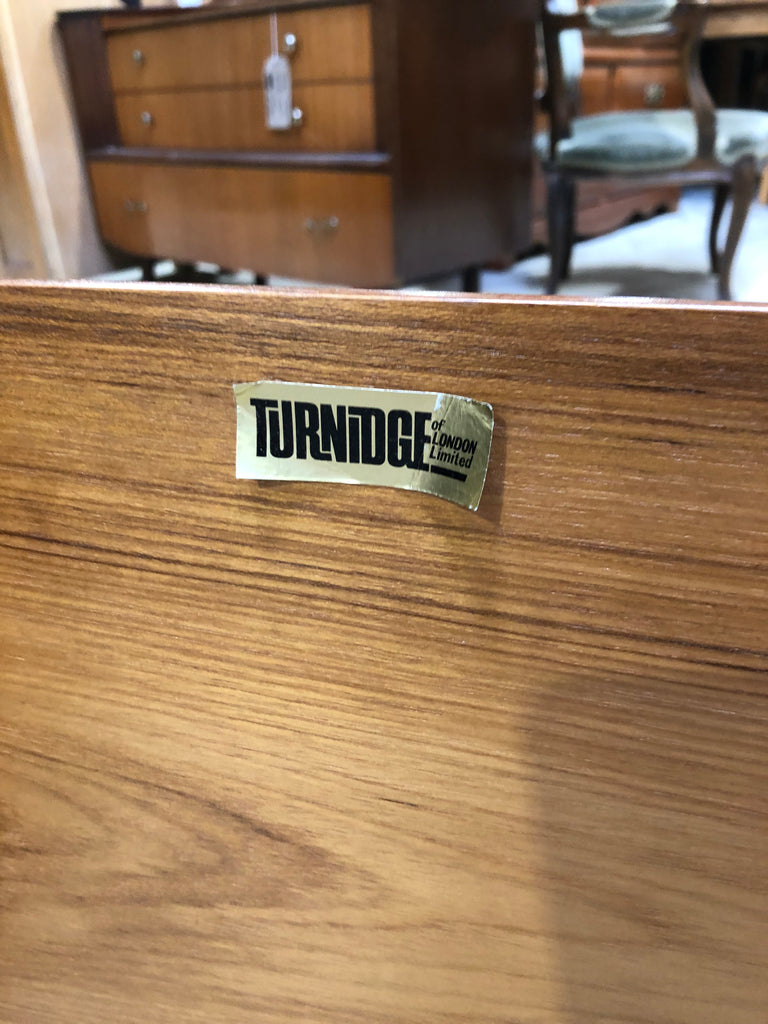 TURNIDGE
of
LONDON
Limited